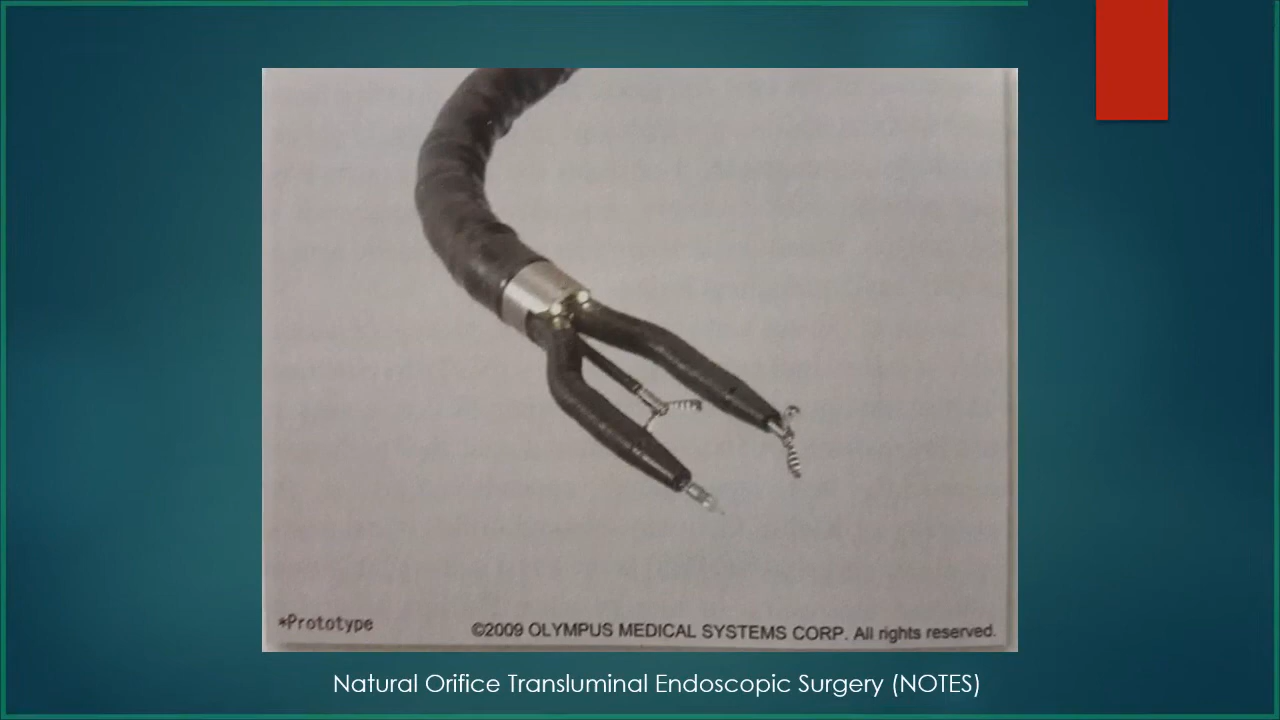 *Prototype
©2009 OLYMPUS MEDICAL SYSTEMS CORP. All rights reserved.
Natural Orifice Transluminal Endoscopic Surgery (NOTES)